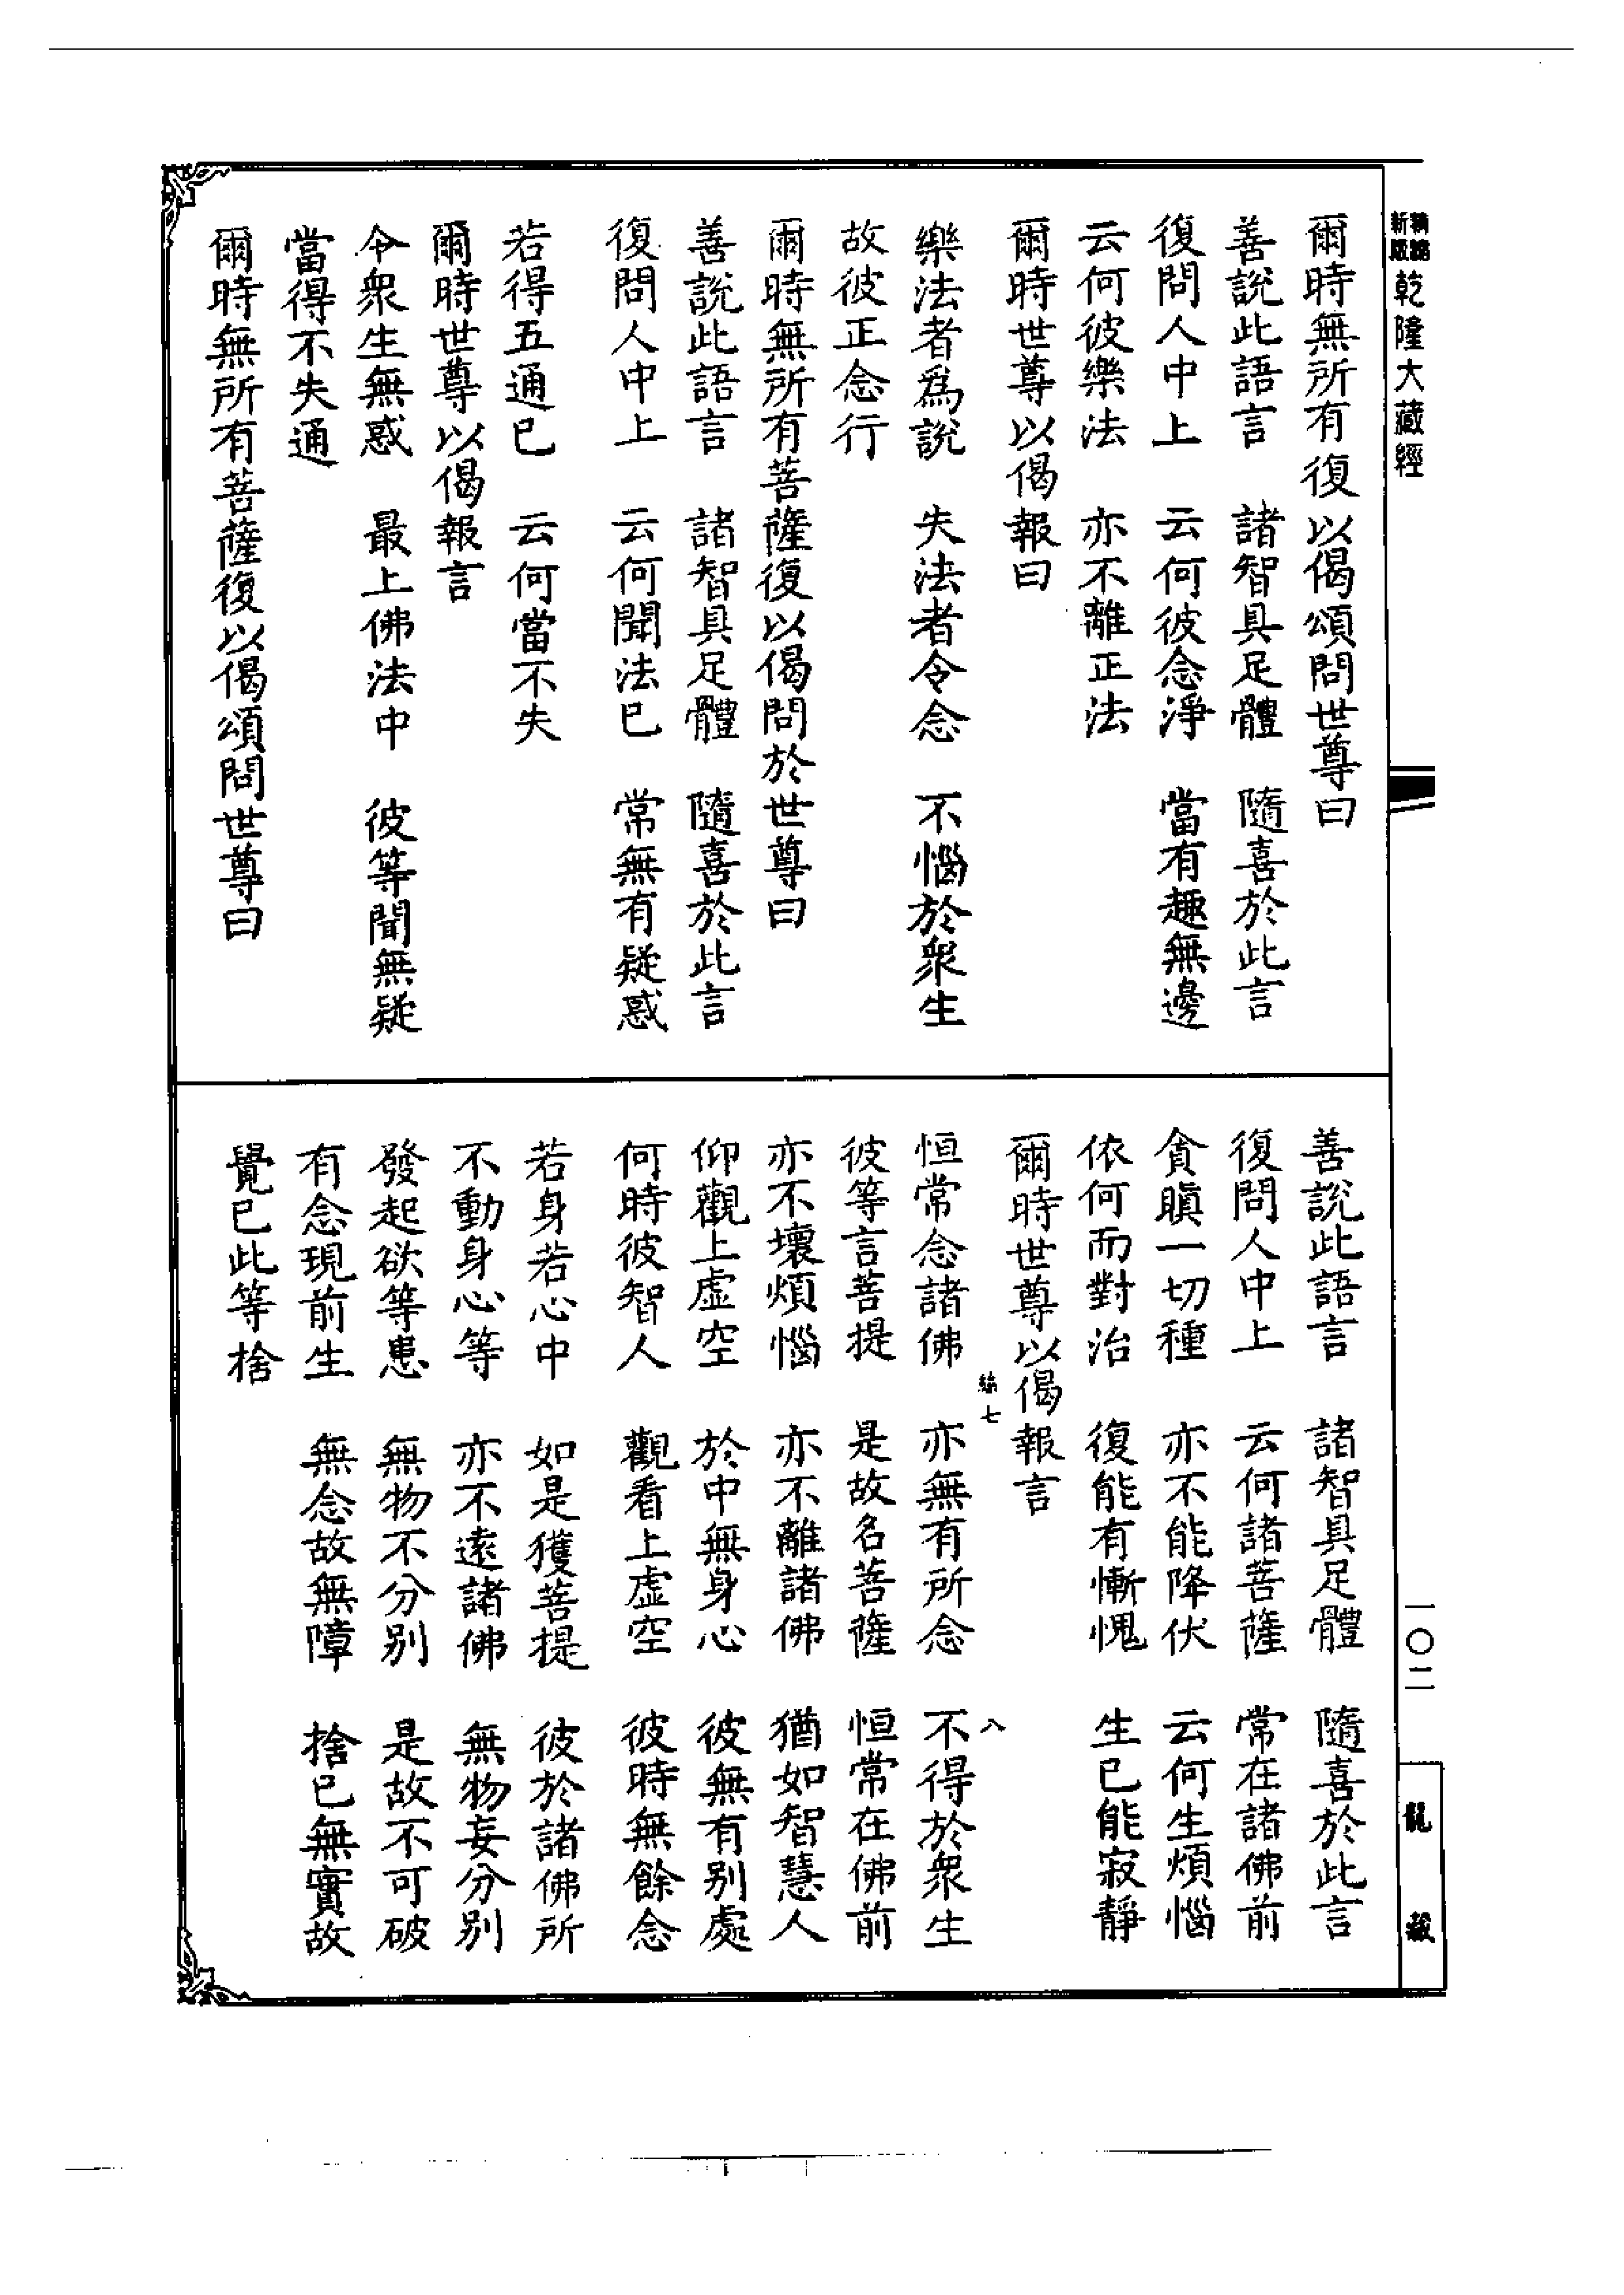 新版
乾隆大藏經
爾時無所有復以偈頌問世尊曰
善說此語言　諸智具足體　隨喜於此言
復問人中上　云何彼念淨　當有趣無邊
云何彼樂法　亦不離正法
爾時世尊以偈報曰
樂法者為說　失法者令念　不惱於衆生
故彼正念行
爾時無所有菩薩復以偈問於世尊曰
善說此語言　諸智具足體　隨喜於此言
復問人中上　云何聞法已　常無有疑惑
若得五通已　云何當不失
爾時世尊以偈報言
令衆生無惑　最上佛法中　彼等聞無疑
當得不失通
爾時無所有菩薩復以偈頌問世尊曰
善說此語言　諸智具足體　隨喜於此言
復問人中上　云何諸菩薩　常在諸佛前
貪瞋一切種　亦不能降伏　云何生煩惱
依何而對治　復能有慚愧　生已能寂靜
爾時世尊以偈報言
七　八
恒常念諸佛　亦無有所念　不得於衆生
彼等言菩提　是故名菩薩　恒常在佛前
亦不壞煩惱　亦不離諸佛　猶如智慧人
仰觀上虛空　於中無身心　彼無有別處
何時彼智人　觀看上虛空　彼時無餘念
若身若心中　如是獲菩提　彼於諸佛所
不動身心等　亦不遠諸佛　無物妄分別
發起欲等患　無物不分別　是故不可破
有念現前生　無念故無障　捨已無實故
覺已此等捨
一〇二
龍藏